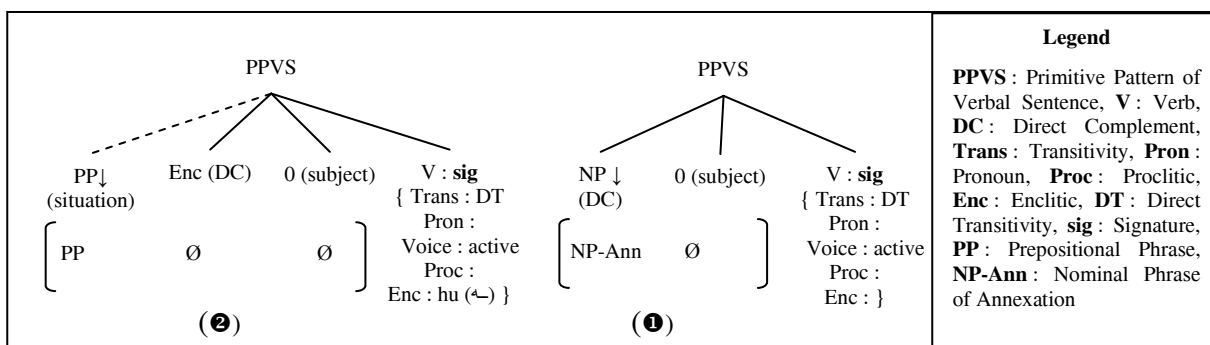 PPVS
PP↓
(situation)
Enc (DC)
0 (subject)
V : sig
{ Trans : DT
Pron :
Voice : active
Proc :
Enc : hu (ـه) }
PP Ø Ø
(❷)
PPVS
NP ↓
(DC)
0 (subject)
V : sig
{ Trans : DT
Pron :
Voice : active
Proc :
Enc : }
NP-Ann Ø
(❶)
Legend
PPVS : Primitive Pattern of
Verbal Sentence, V : Verb,
DC : Direct Complement,
Trans : Transitivity, Pron :
Pronoun, Proc : Proclitic,
Enc : Enclitic, DT : Direct
Transitivity, sig : Signature,
PP : Prepositional Phrase,
NP-Ann : Nominal Phrase
of Annexation